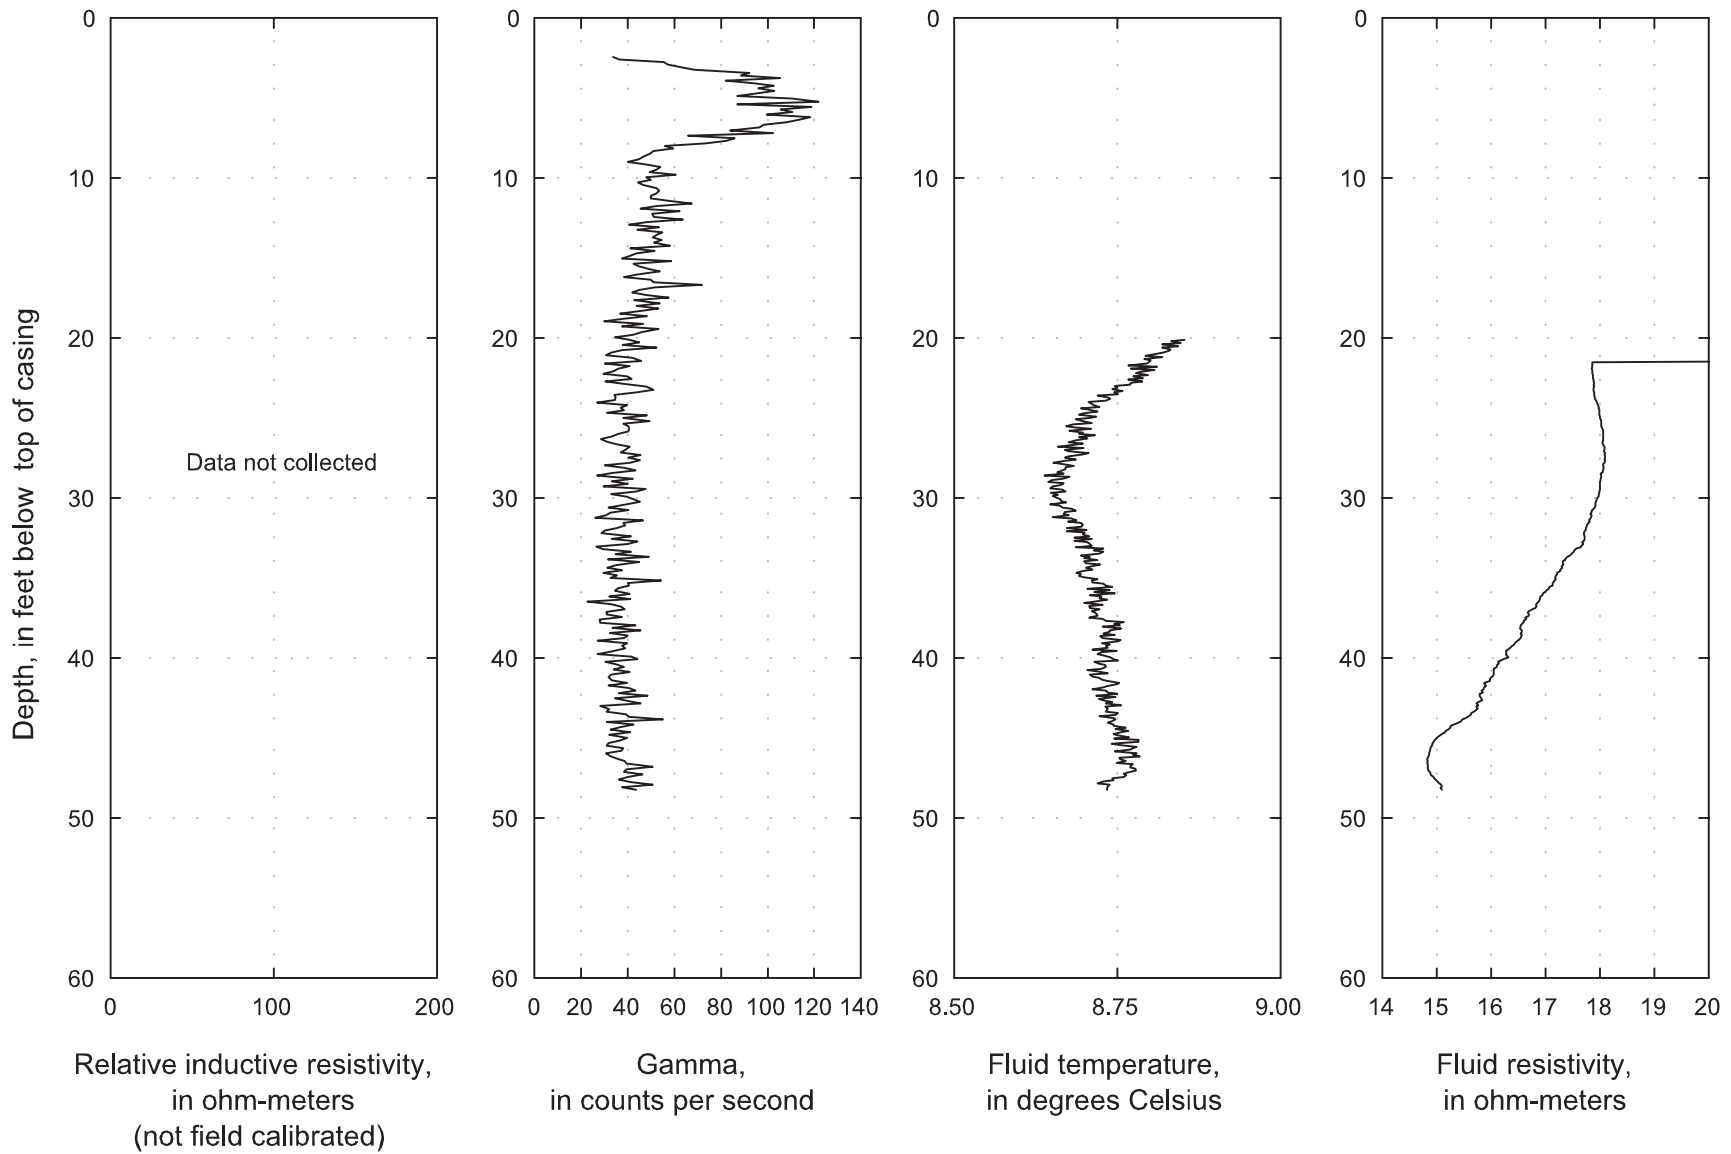 Depth, in feet below top of casing
0
10
20
30
40
50
60
0 100 200
Data not collected
Relative inductive resistivity,
in ohm-meters
(not field calibrated)
0
10
20
30
40
50
60
0 20 40 60 80 100 120 140
Gamma,
in counts per second
0
10
20
30
40
50
60
8.50 8.75 9.00
Fluid temperature,
in degrees Celsius
0
10
20
30
40
50
60
14 15 16 17 18 19 20
Fluid resistivity,
in ohm-meters